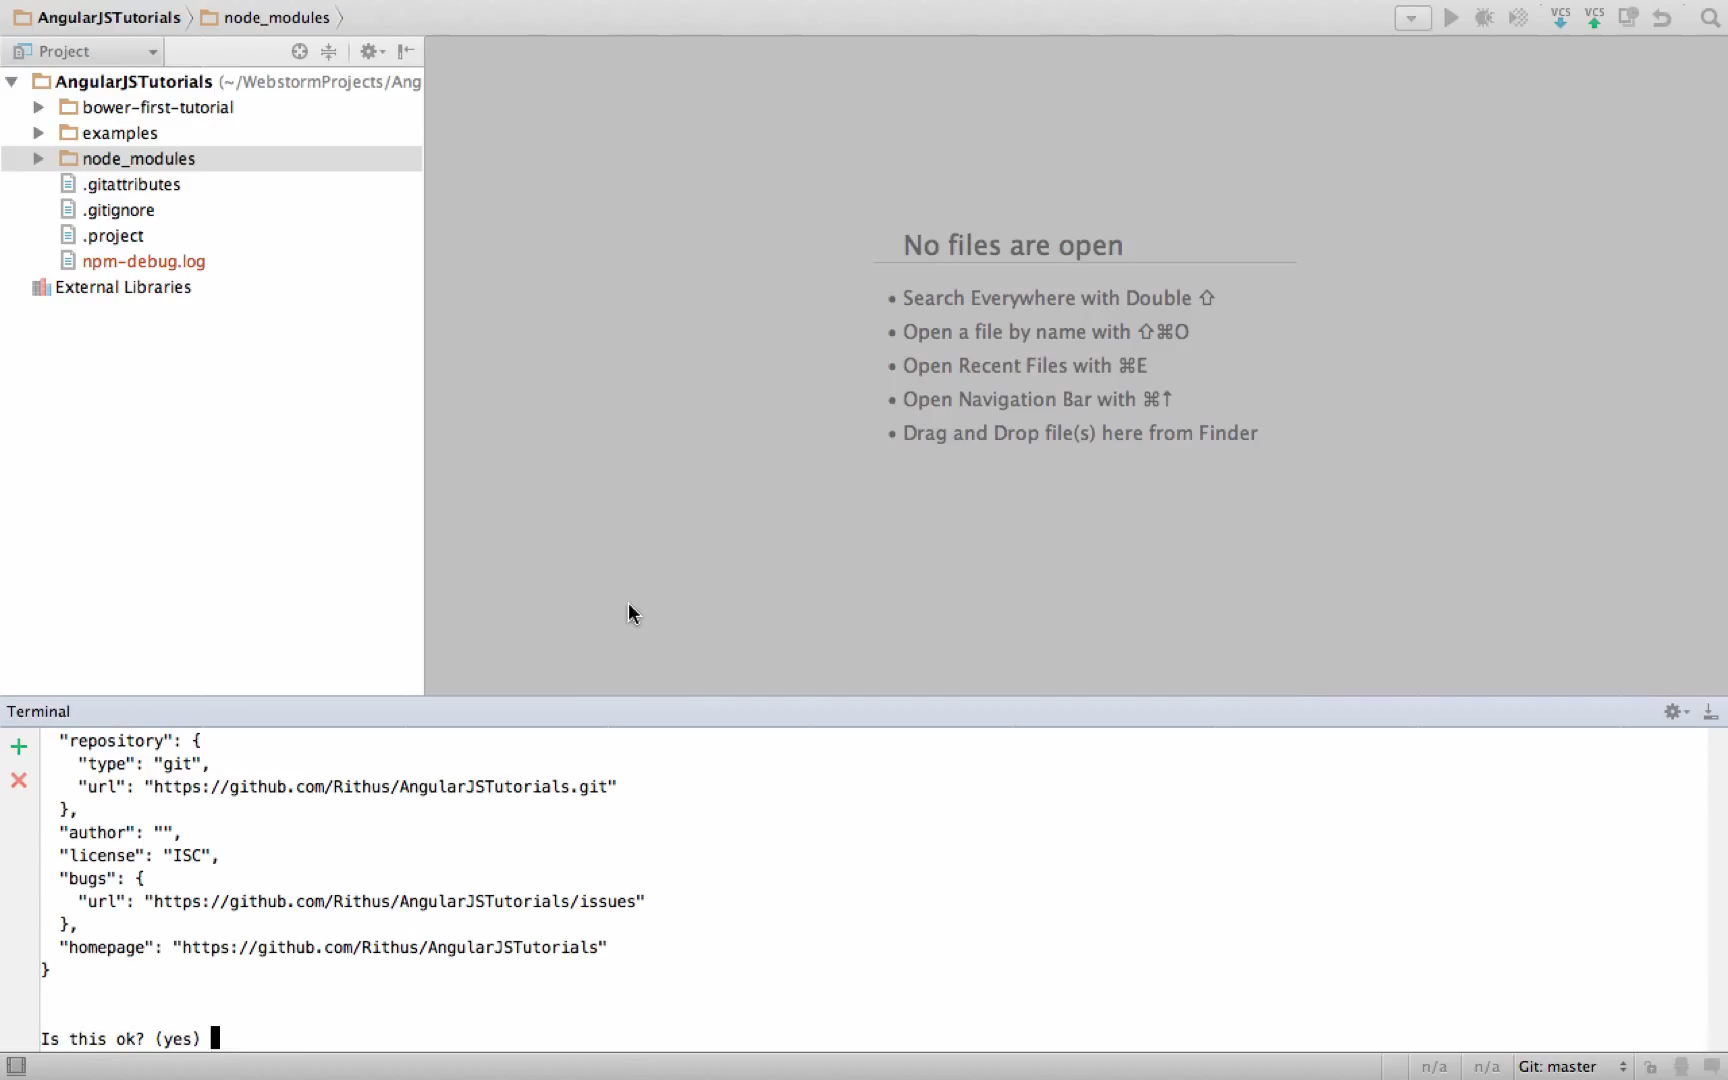 AngularJSTutorials
node_modules
VCS
VCS
Project
AngularJSTutorials (~/WebstormProjects/Ang
bower-first-tutorial
examples
node_modules
.gitattributes
.gitignore
.project
npm-debug.log
External Libraries
No files are open
• Search Everywhere with Double ⇧
• Open a file by name with ⇧⌘O
• Open Recent Files with ⌘E
• Open Navigation Bar with ⌘↑
• Drag and Drop file(s) here from Finder
Terminal
"repository": {
"type": "git",
"url": "https://github.com/Rithus/AngularJSTutorials.git"
},
"author": "",
"license": "ISC",
"bugs": {
"url": "https://github.com/Rithus/AngularJSTutorials/issues"
},
"homepage": "https://github.com/Rithus/AngularJSTutorials"
}
Is this ok? (yes)
n/a n/a Git: master